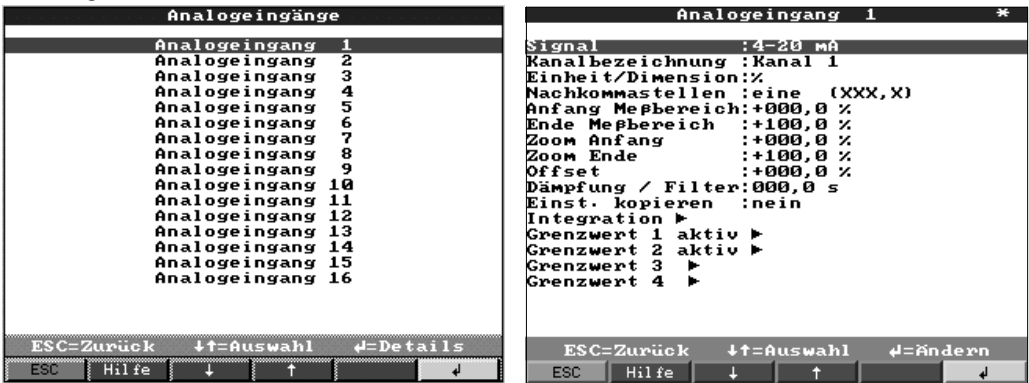 Analogeingänge
Analogeingang 1
Analogeingang 2
Analogeingang 3
Analogeingang 4
Analogeingang 5
Analogeingang 6
Analogeingang 7
Analogeingang 8
Analogeingang 9
Analogeingang 10
Analogeingang 11
Analogeingang 12
Analogeingang 13
Analogeingang 14
Analogeingang 15
Analogeingang 16
ESC=Zurück ↓↑=Auswahl ↲=Details
ESC Hilfe ↓ ↑ ↲
Analogeingang 1 *
Signal :4-20 mA
Kanalbezeichnung :Kanal 1
Einheit/Dimension:%
Nachkommastellen :eine (XXX,X)
Anfang Meßbereich:+000,0 %
Ende Meßbereich :+100,0 %
Zoom Anfang :+000,0 %
Zoom Ende :+100,0 %
Offset :+000,0 %
Dämpfung / Filter:000,0 s
Einst. kopieren :nein
Integration ►
Grenzwert 1 aktiv ►
Grenzwert 2 aktiv ►
Grenzwert 3 ►
Grenzwert 4 ►
ESC=Zurück ↓↑=Auswahl ↲=Ändern
ESC Hilfe ↓ ↑ ↲